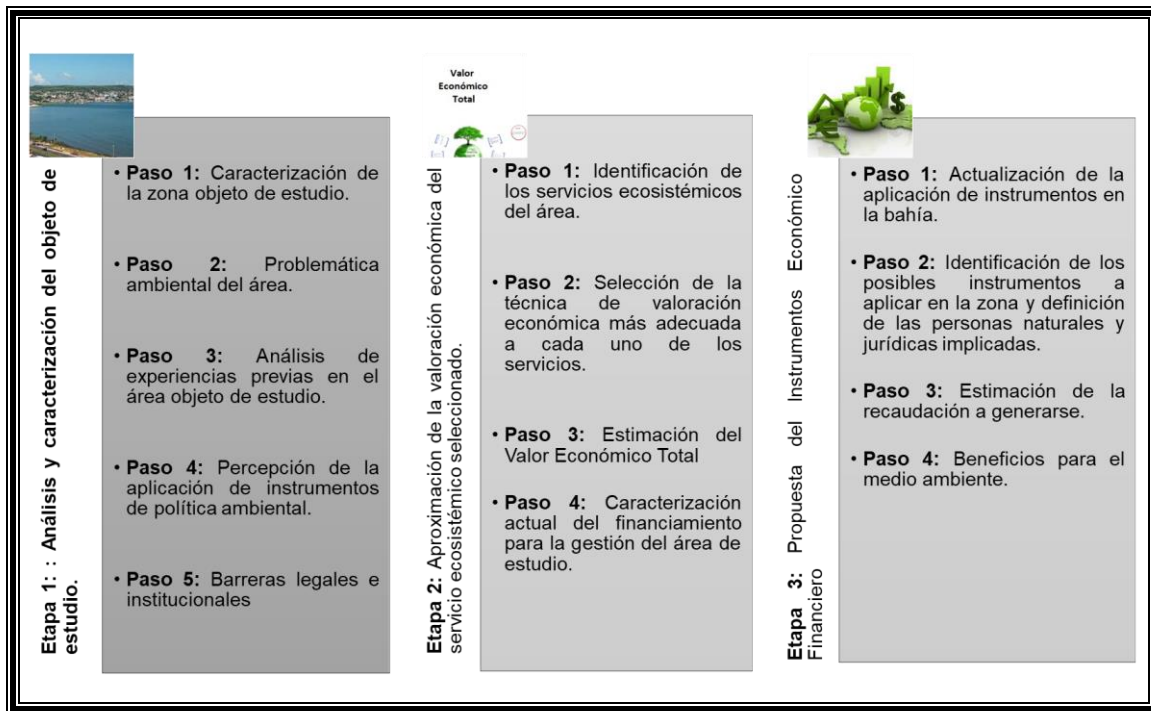 Etapa 1: : Análisis y caracterización del objeto de
estudio.
• Paso 1: Caracterización de
la zona objeto de estudio.
• Paso 2: Problemática
ambiental del área.
• Paso 3: Análisis de
experiencias previas en el
área objeto de estudio.
• Paso 4: Percepción de la
aplicación de instrumentos
de política ambiental.
• Paso 5: Barreras legales e
institucionales
Valor
Económico
Total
Etapa 2: Aproximación de la valoración económica del
servicio ecosistémico seleccionado.
• Paso 1: Identificación de
los servicios ecosistémicos
del área.
• Paso 2: Selección de la
técnica de valoración
económica más adecuada
a cada uno de los
servicios.
• Paso 3: Estimación del
Valor Económico Total
• Paso 4: Caracterización
actual del financiamiento
para la gestión del área de
estudio.
$
Etapa 3: Propuesta del Instrumentos Económico
Financiero
• Paso 1: Actualización de la
aplicación de instrumentos en
la bahía.
• Paso 2: Identificación de los
posibles instrumentos a
aplicar en la zona y definición
de las personas naturales y
jurídicas implicadas.
• Paso 3: Estimación de la
recaudación a generarse.
• Paso 4: Beneficios para el
medio ambiente.